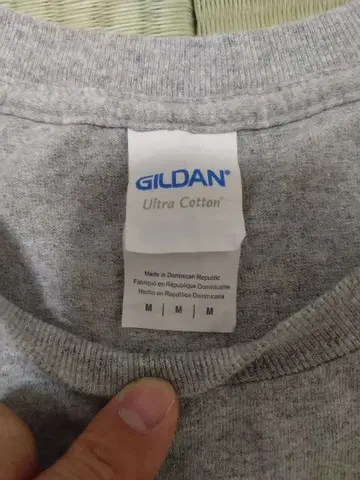 GILDAN®
Ultra Cotton®
Made in Dominican Republic
Fabriqué en République Dominicaine
Hecho en República Dominicana
M | M | M